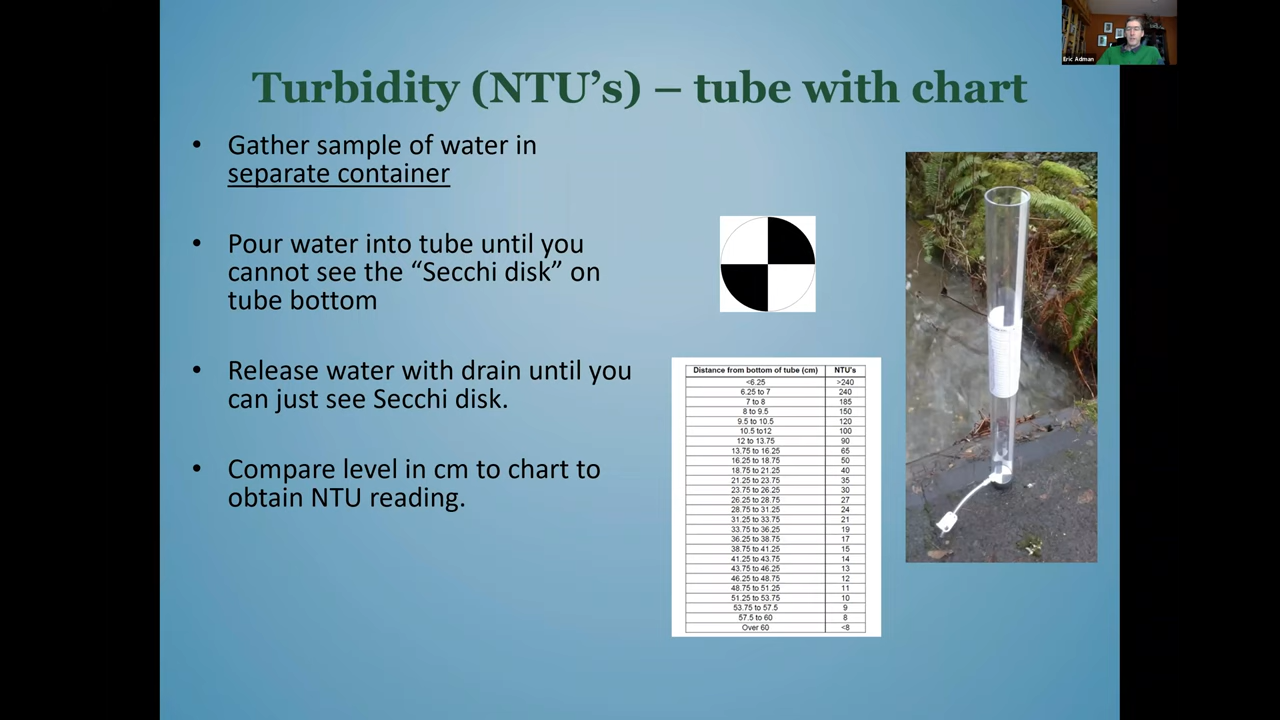 Eric Adman
Turbidity (NTU's) – tube with chart
• Gather sample of water in
separate container
• Pour water into tube until you
cannot see the “Secchi disk” on
tube bottom
• Release water with drain until you
can just see Secchi disk.
• Compare level in cm to chart to
obtain NTU reading.
Distance from bottom of tube (cm) NTU's
<6.25 >240
6.25 to 7 240
7 to 8 185
8 to 9.5 150
9.5 to 10.5 120
10.5 to12 100
12 to 13.75 90
13.75 to 16.25 65
16.25 to 18.75 50
18.75 to 21.25 40
21.25 to 23.75 35
23.75 to 26.25 30
26.25 to 28.75 27
28.75 to 31.25 24
31.25 to 33.75 21
33.75 to 36.25 19
36.25 to 38.75 17
38.75 to 41.25 15
41.25 to 43.75 14
43.75 to 46.25 13
46.25 to 48.75 12
48.75 to 51.25 11
51.25 to 53.75 10
53.75 to 57.5 9
57.5 to 60 8
Over 60 <8